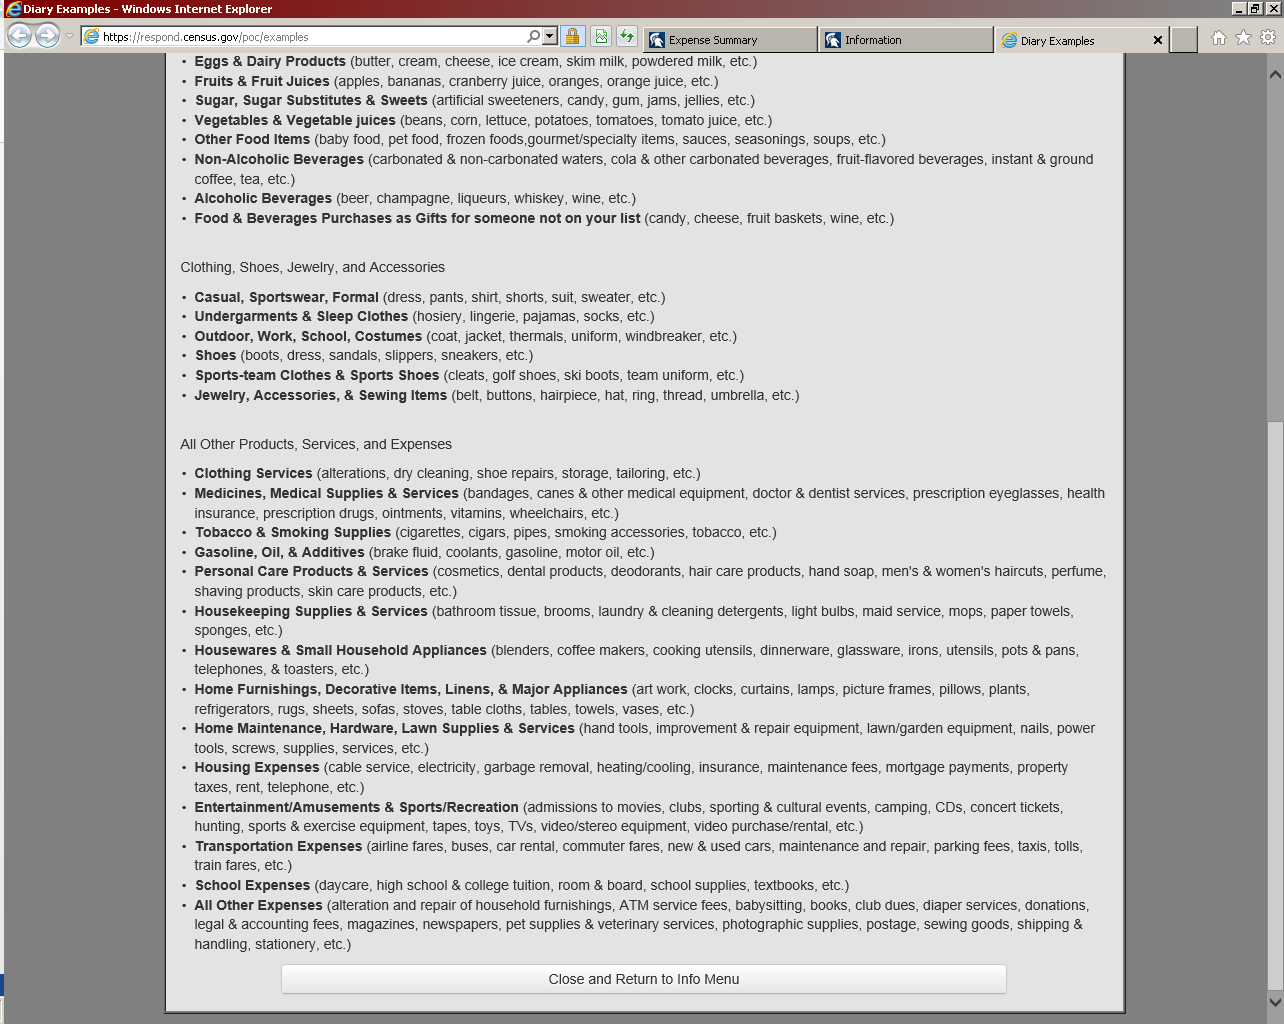 Diary Examples - Windows Internet Explorer
https://respond.census.gov/poc/examples
Expense Summary
Information
Diary Examples
• Eggs & Dairy Products (butter, cream, cheese, ice cream, skim milk, powdered milk, etc.)
• Fruits & Fruit Juices (apples, bananas, cranberry juice, oranges, orange juice, etc.)
• Sugar, Sugar Substitutes & Sweets (artificial sweeteners, candy, gum, jams, jellies, etc.)
• Vegetables & Vegetable juices (beans, corn, lettuce, potatoes, tomatoes, tomato juice, etc.)
• Other Food Items (baby food, pet food, frozen foods,gourmet/specialty items, sauces, seasonings, soups, etc.)
• Non-Alcoholic Beverages (carbonated & non-carbonated waters, cola & other carbonated beverages, fruit-flavored beverages, instant & ground
coffee, tea, etc.)
• Alcoholic Beverages (beer, champagne, liqueurs, whiskey, wine, etc.)
• Food & Beverages Purchases as Gifts for someone not on your list (candy, cheese, fruit baskets, wine, etc.)
Clothing, Shoes, Jewelry, and Accessories
• Casual, Sportswear, Formal (dress, pants, shirt, shorts, suit, sweater, etc.)
• Undergarments & Sleep Clothes (hosiery, lingerie, pajamas, socks, etc.)
• Outdoor, Work, School, Costumes (coat, jacket, thermals, uniform, windbreaker, etc.)
• Shoes (boots, dress, sandals, slippers, sneakers, etc.)
• Sports-team Clothes & Sports Shoes (cleats, golf shoes, ski boots, team uniform, etc.)
• Jewelry, Accessories, & Sewing Items (belt, buttons, hairpiece, hat, ring, thread, umbrella, etc.)
All Other Products, Services, and Expenses
• Clothing Services (alterations, dry cleaning, shoe repairs, storage, tailoring, etc.)
• Medicines, Medical Supplies & Services (bandages, canes & other medical equipment, doctor & dentist services, prescription eyeglasses, health
insurance, prescription drugs, ointments, vitamins, wheelchairs, etc.)
• Tobacco & Smoking Supplies (cigarettes, cigars, pipes, smoking accessories, tobacco, etc.)
• Gasoline, Oil, & Additives (brake fluid, coolants, gasoline, motor oil, etc.)
• Personal Care Products & Services (cosmetics, dental products, deodorants, hair care products, hand soap, men's & women's haircuts, perfume,
shaving products, skin care products, etc.)
• Housekeeping Supplies & Services (bathroom tissue, brooms, laundry & cleaning detergents, light bulbs, maid service, mops, paper towels,
sponges, etc.)
• Housewares & Small Household Appliances (blenders, coffee makers, cooking utensils, dinnerware, glassware, irons, utensils, pots & pans,
telephones, & toasters, etc.)
• Home Furnishings, Decorative Items, Linens, & Major Appliances (art work, clocks, curtains, lamps, picture frames, pillows, plants,
refrigerators, rugs, sheets, sofas, stoves, table cloths, tables, towels, vases, etc.)
• Home Maintenance, Hardware, Lawn Supplies & Services (hand tools, improvement & repair equipment, lawn/garden equipment, nails, power
tools, screws, supplies, services, etc.)
• Housing Expenses (cable service, electricity, garbage removal, heating/cooling, insurance, maintenance fees, mortgage payments, property
taxes, rent, telephone, etc.)
• Entertainment/Amusements & Sports/Recreation (admissions to movies, clubs, sporting & cultural events, camping, CDs, concert tickets,
hunting, sports & exercise equipment, tapes, toys, TVs, video/stereo equipment, video purchase/rental, etc.)
• Transportation Expenses (airline fares, buses, car rental, commuter fares, new & used cars, maintenance and repair, parking fees, taxis, tolls,
train fares, etc.)
• School Expenses (daycare, high school & college tuition, room & board, school supplies, textbooks, etc.)
• All Other Expenses (alteration and repair of household furnishings, ATM service fees, babysitting, books, club dues, diaper services, donations,
legal & accounting fees, magazines, newspapers, pet supplies & veterinary services, photographic supplies, postage, sewing goods, shipping &
handling, stationery, etc.)
Close and Return to Info Menu